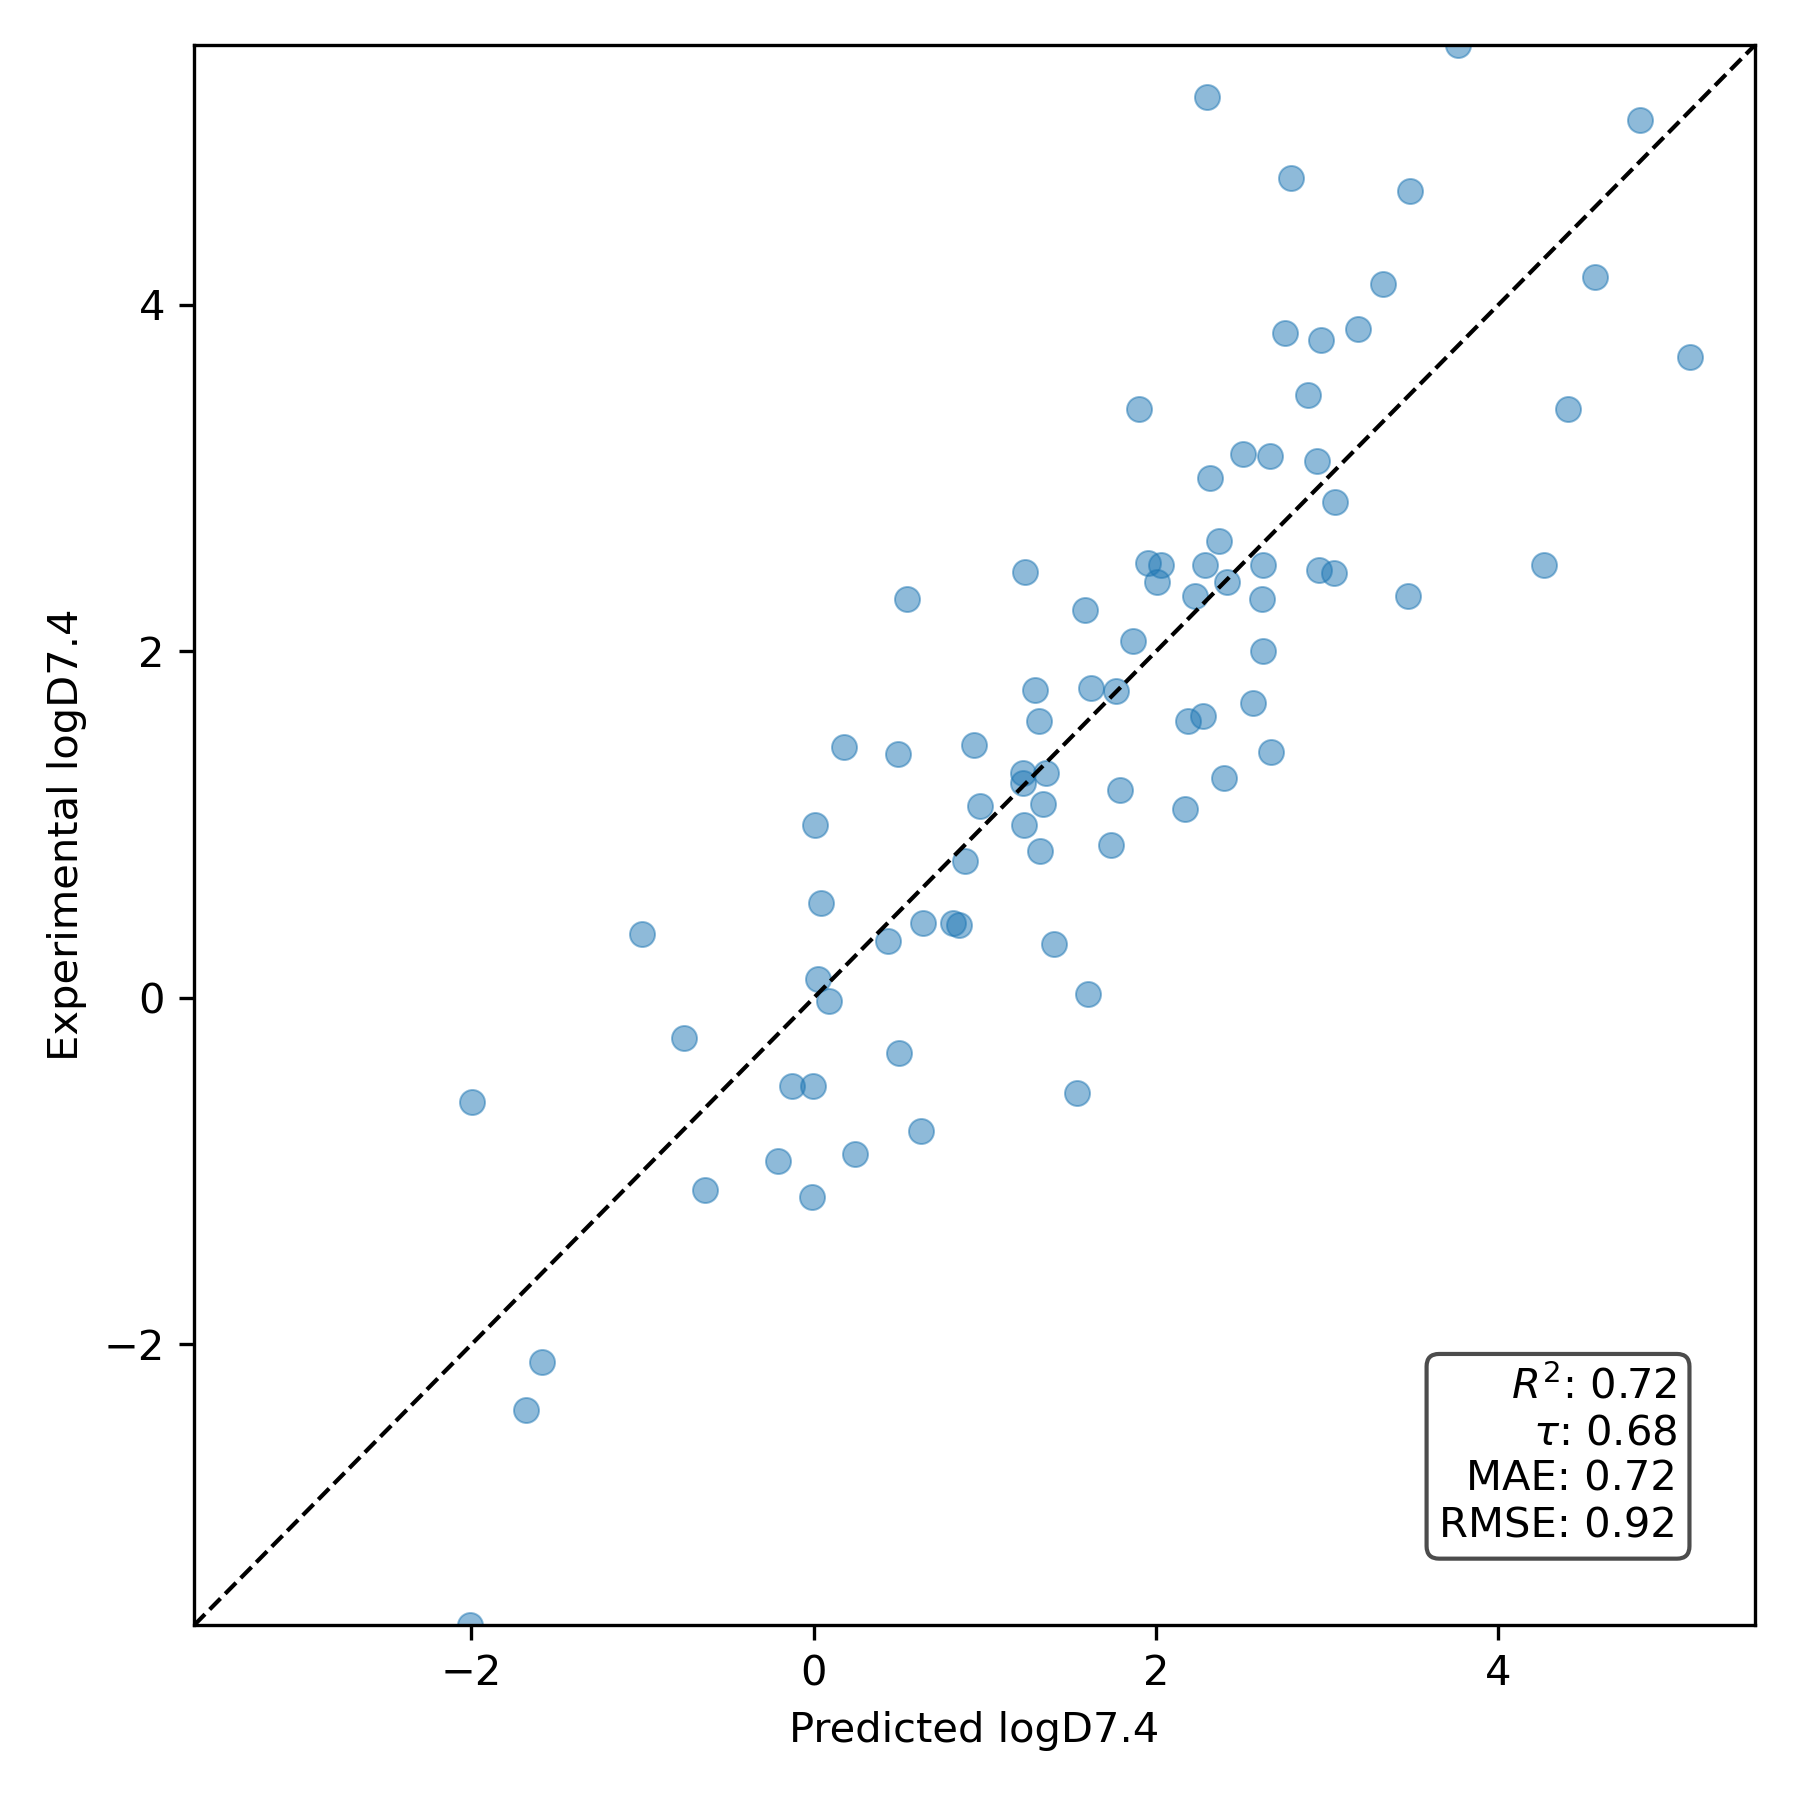 4
2
0
−2
Experimental logD7.4
R²: 0.72
τ: 0.68
MAE: 0.72
RMSE: 0.92
−2 0 2 4
Predicted logD7.4